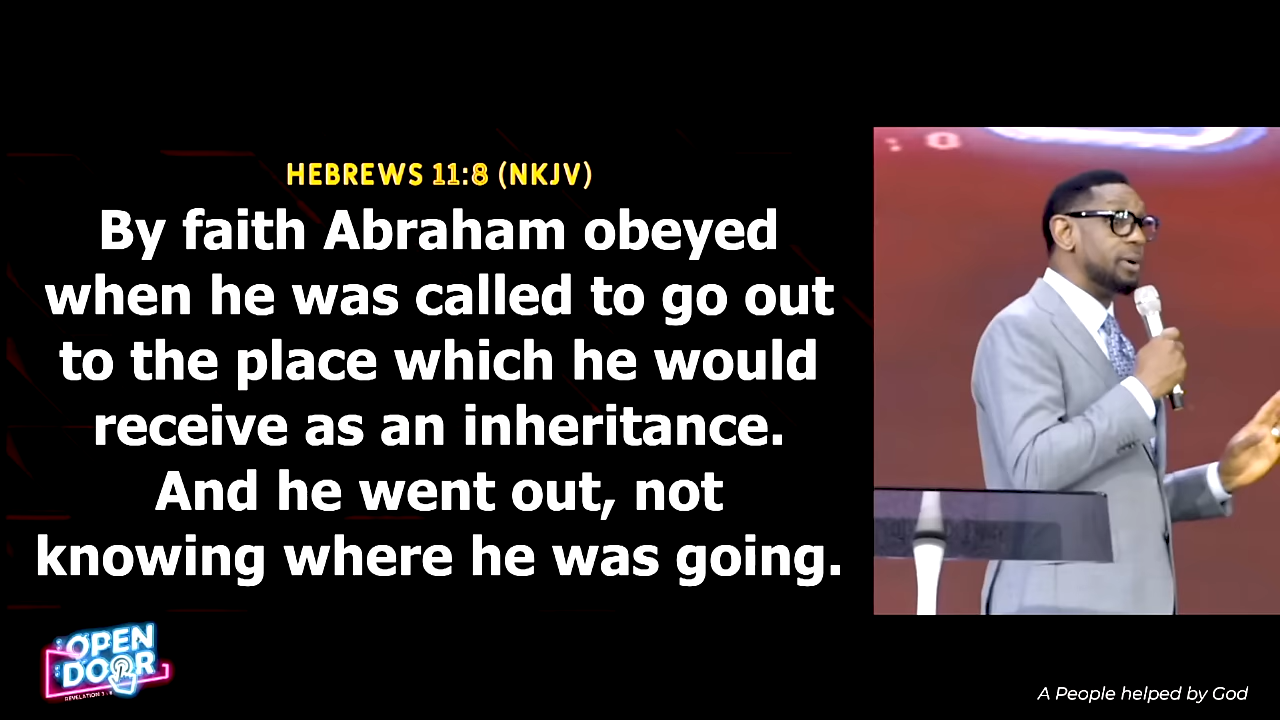 HEBREWS 11:8 (NKJV)
By faith Abraham obeyed
when he was called to go out
to the place which he would
receive as an inheritance.
And he went out, not
knowing where he was going.
OPEN
DOOR
A People helped by God